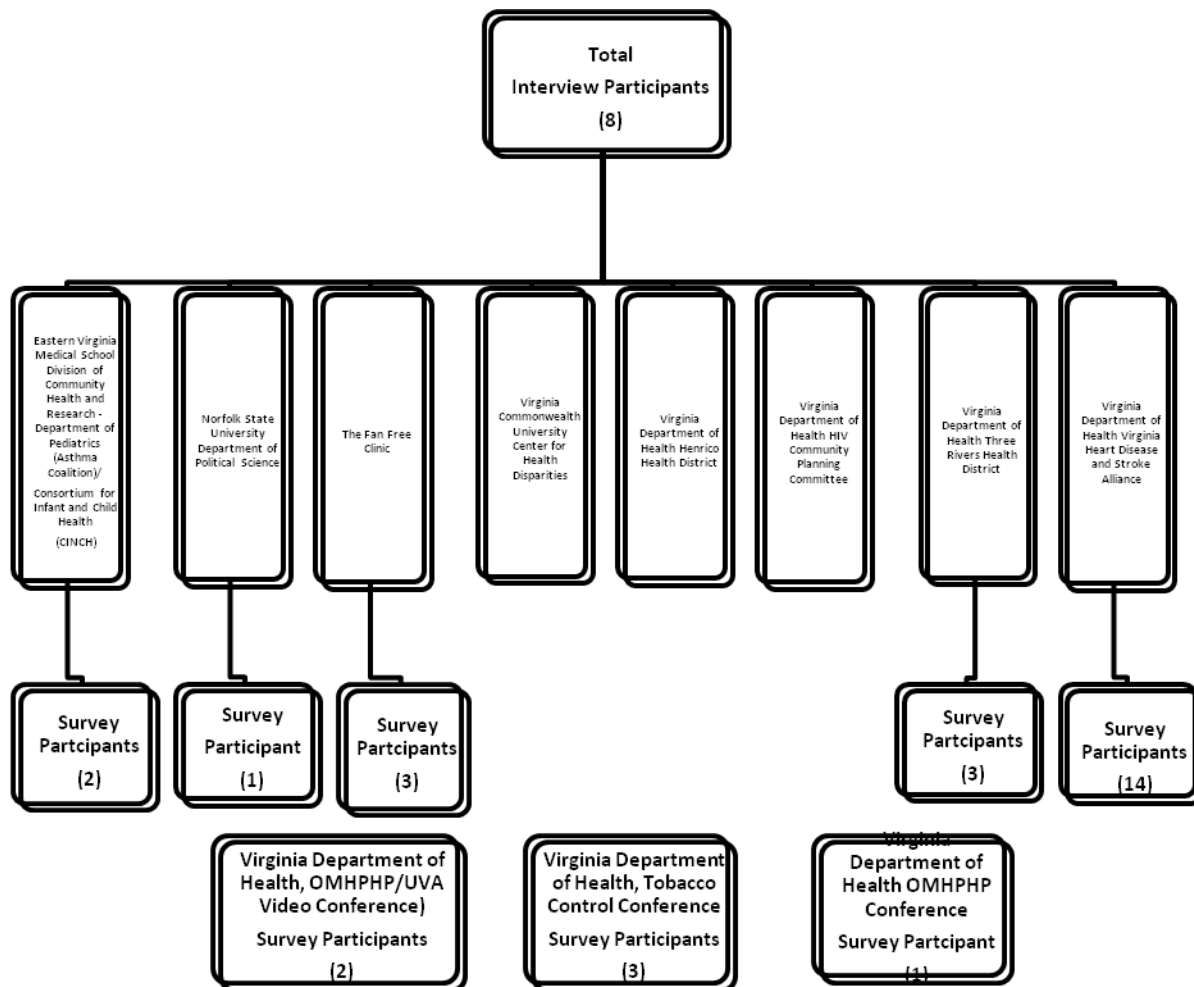 Total
Interview Participants
(8)
Eastern Virginia
Medical School
Division of
Community
Health and
Research -
Department of
Pediatrics
(Asthma
Coalition)/
Consortium for
Infant and Child
Health
(CINCH)
Norfolk State
University
Department of
Political Science
The Fan Free
Clinic
Virginia
Commonwealth
University
Center for
Health
Disparities
Virginia
Department of
Health Henrico
Health District
Virginia
Department of
Health HIV
Community
Planning
Committee
Virginia
Department of
Health Three
Rivers Health
District
Virginia
Department of
Health Virginia
Heart Disease
and Stroke
Alliance
Survey
Partcipants
(2)
Survey
Participant
(1)
Survey
Partcipants
(3)
Survey
Partcipants
(3)
Survey
Participants
(14)
Virginia Department of
Health, OMHPHP/UVA
Video Conference)
Survey Participants
(2)
Virginia Department
of Health, Tobacco
Control Conference
Survey Participants
(3)
Virginia
Department of
Health OMHPHP
Conference
Survey Partcipant
(1)